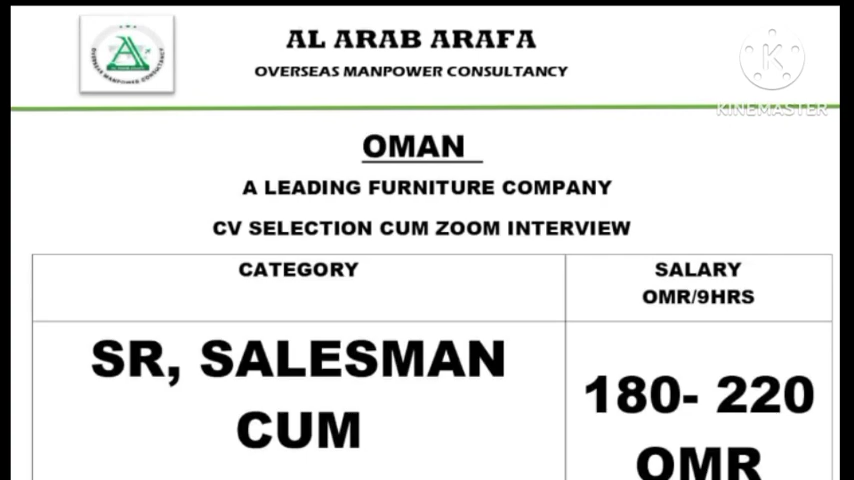 AL ARAB ARAFA
OVERSEAS MANPOWER CONSULTANCY
KINEMASTER
OMAN
A LEADING FURNITURE COMPANY
CV SELECTION CUM ZOOM INTERVIEW
CATEGORY
SALARY
OMR/9HRS
SR, SALESMAN
CUM
180- 220
OMR